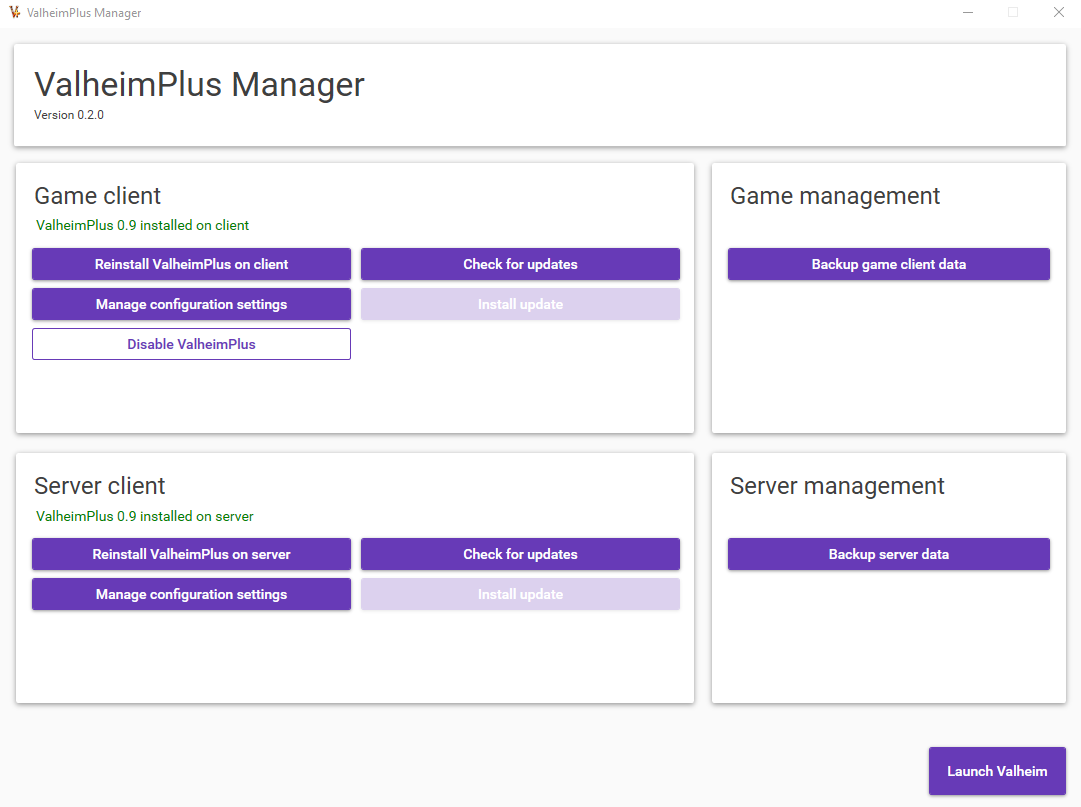 ValheimPlus Manager
ValheimPlus Manager
Version 0.2.0
Game client
ValheimPlus 0.9 installed on client
Reinstall ValheimPlus on client
Check for updates
Manage configuration settings
Install update
Disable ValheimPlus
Game management
Backup game client data
Server client
ValheimPlus 0.9 installed on server
Reinstall ValheimPlus on server
Check for updates
Manage configuration settings
Install update
Server management
Backup server data
Launch Valheim